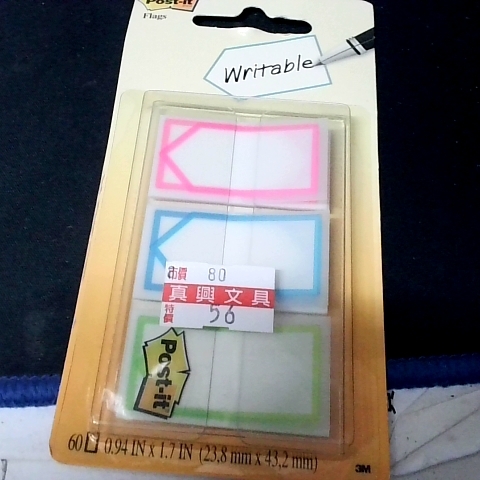 Post-it
Flags
Writable
市價 80
真興文具
特價 56
Post-it
60 0.94 IN x 1.7 IN (23,8 mm x 43,2 mm)
3M